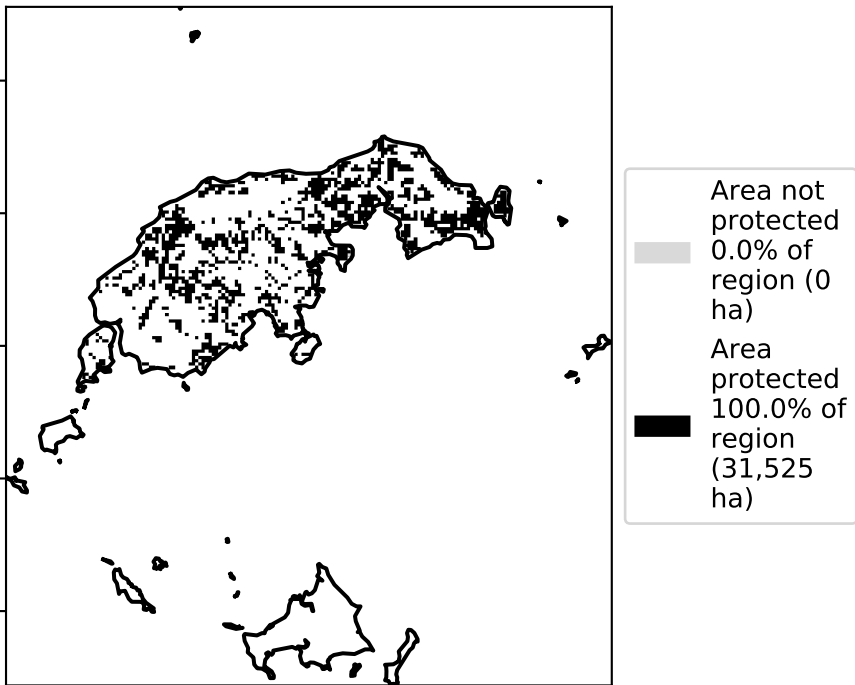 Area not
protected
0.0% of
region (0
ha)
Area
protected
100.0% of
region
(31,525
ha)